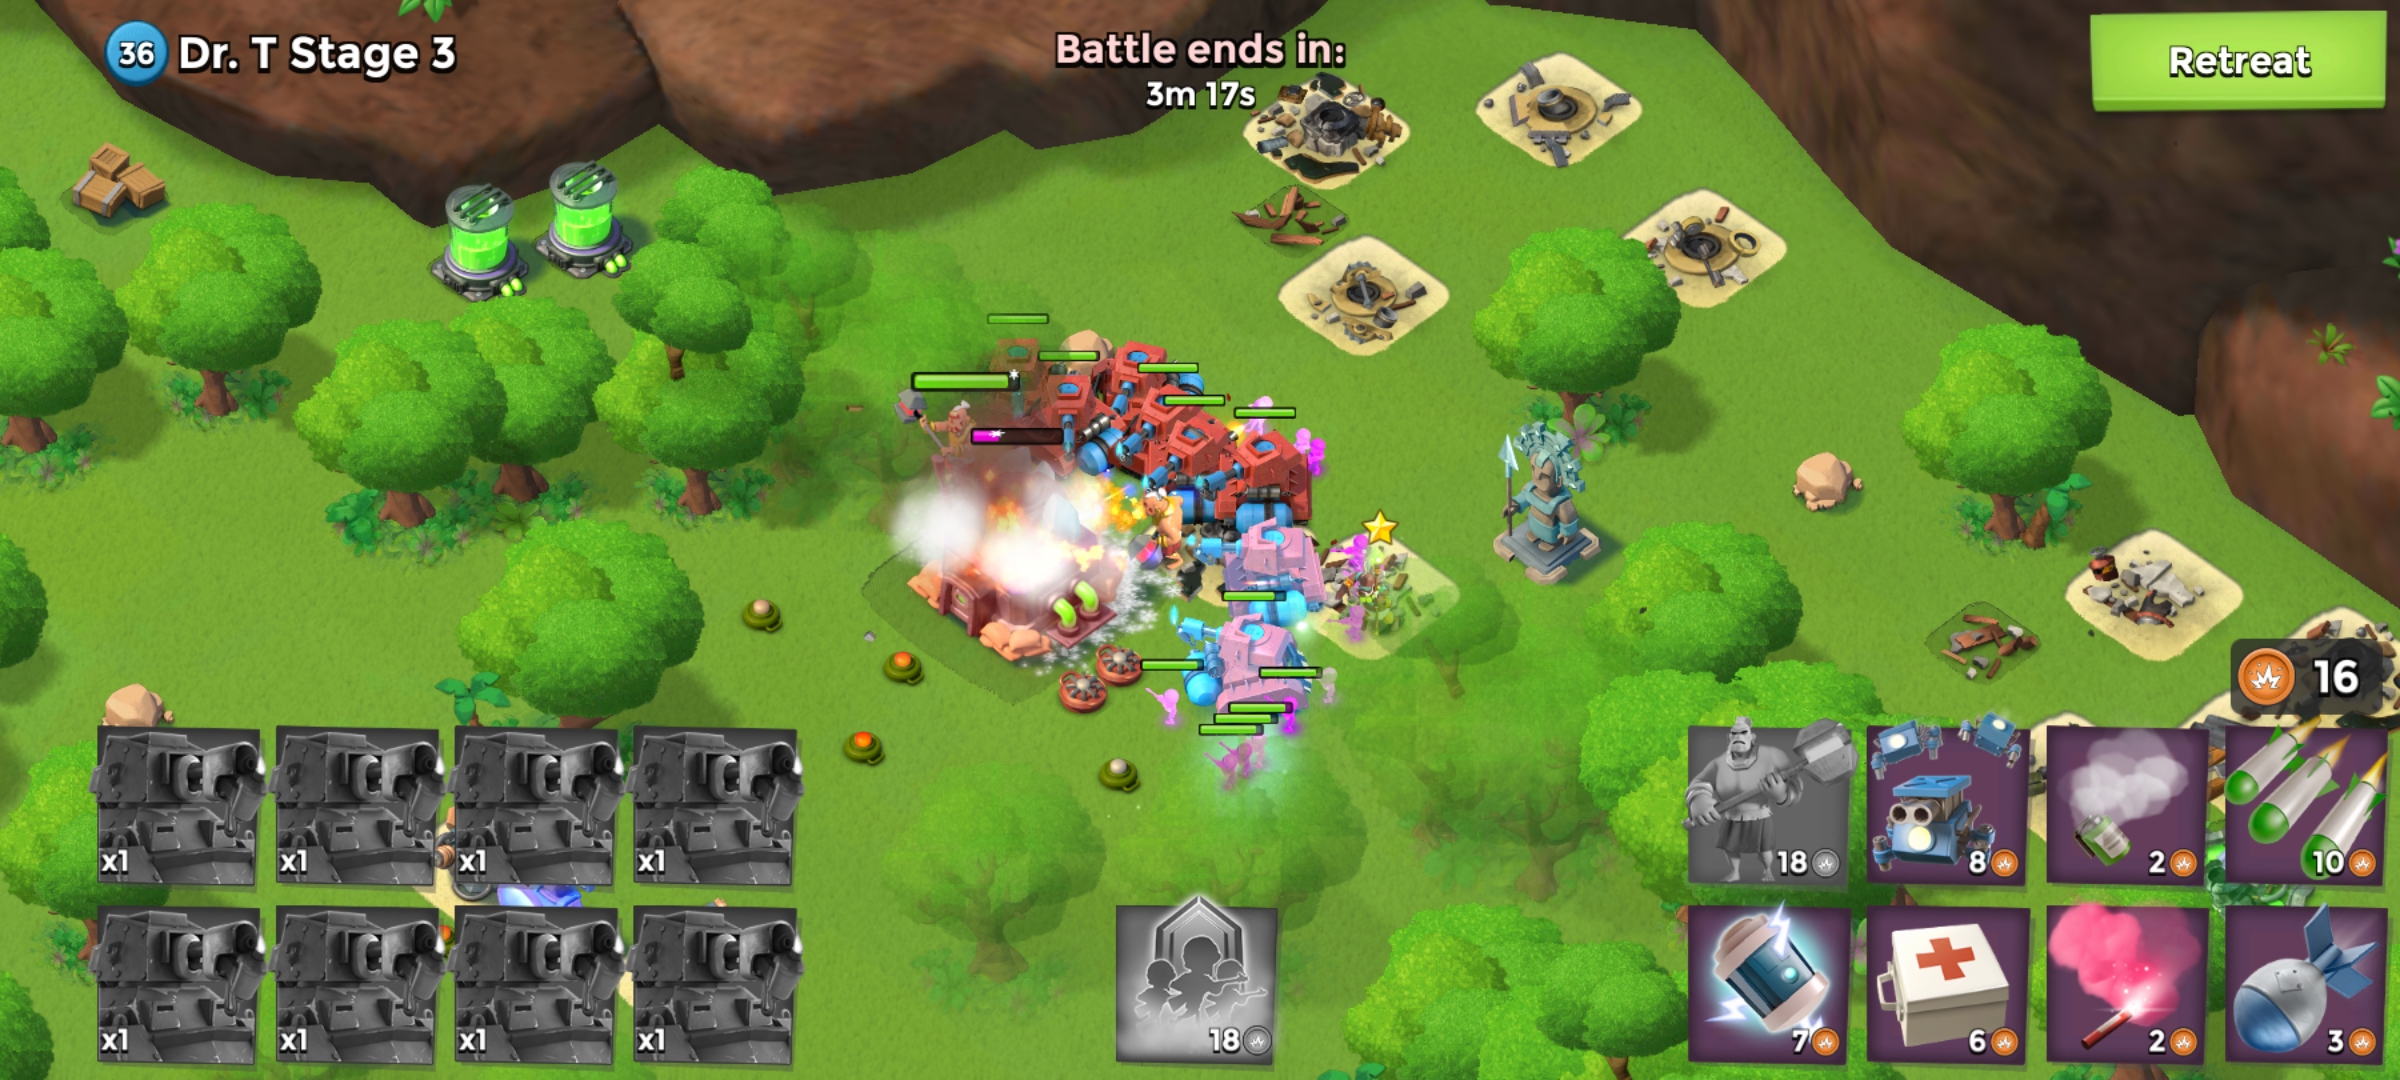 36 Dr. T Stage 3
Battle ends in:
3m 17s
Retreat
16
x1 x1 x1 x1
18 8 2 10
x1 x1 x1 x1
18
7 6 2 3